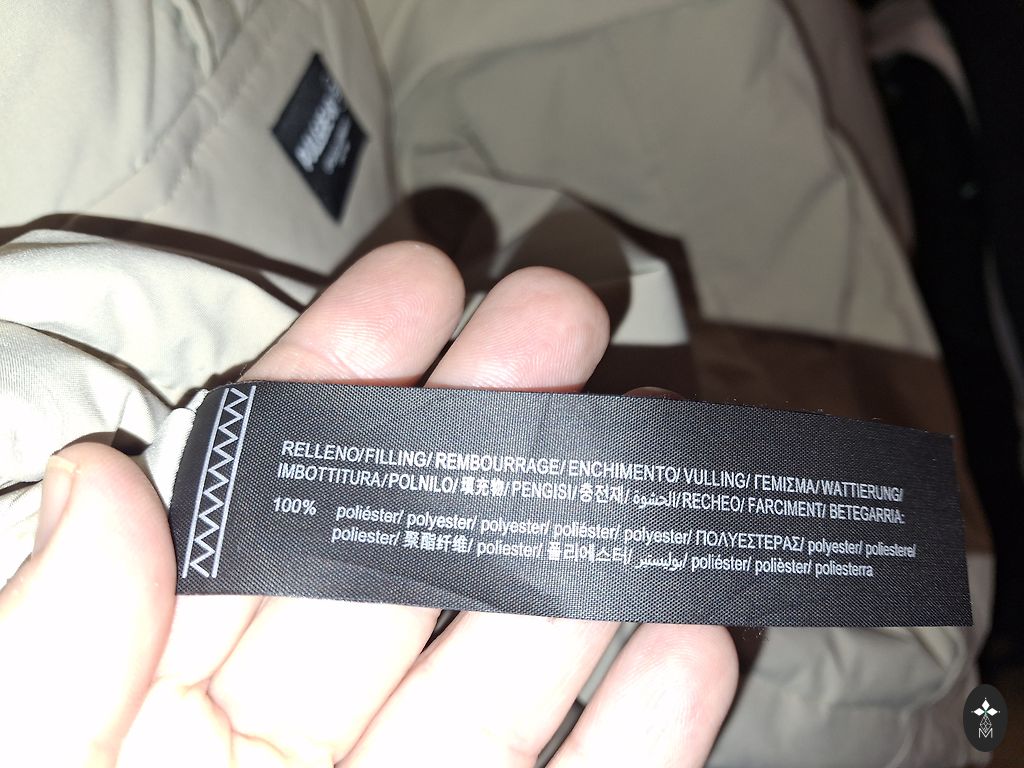 RELLENO/FILLING/ REMBOURRAGE/ ENCHIMENTO/ VULLING/ ΓΕΜΙΣΜΑ/ WATTIERUNG/
IMBOTTITURA/POLNILO/ 填充物/ PENGISI/ 충전재/ الحشوة/RECHEO/ FARCIMENT/ BETEGARRIA:
100% poliéster/ polyester/ polyester/ poliéster/ polyester/ ΠΟΛΥΕΣΤΕΡΑΣ/ polyester/ poliestere/
poliester/ 聚酯纤维/ poliester/ 폴리에스터/ بوليستير/ poliéster/ polièster/ poliesterra
M